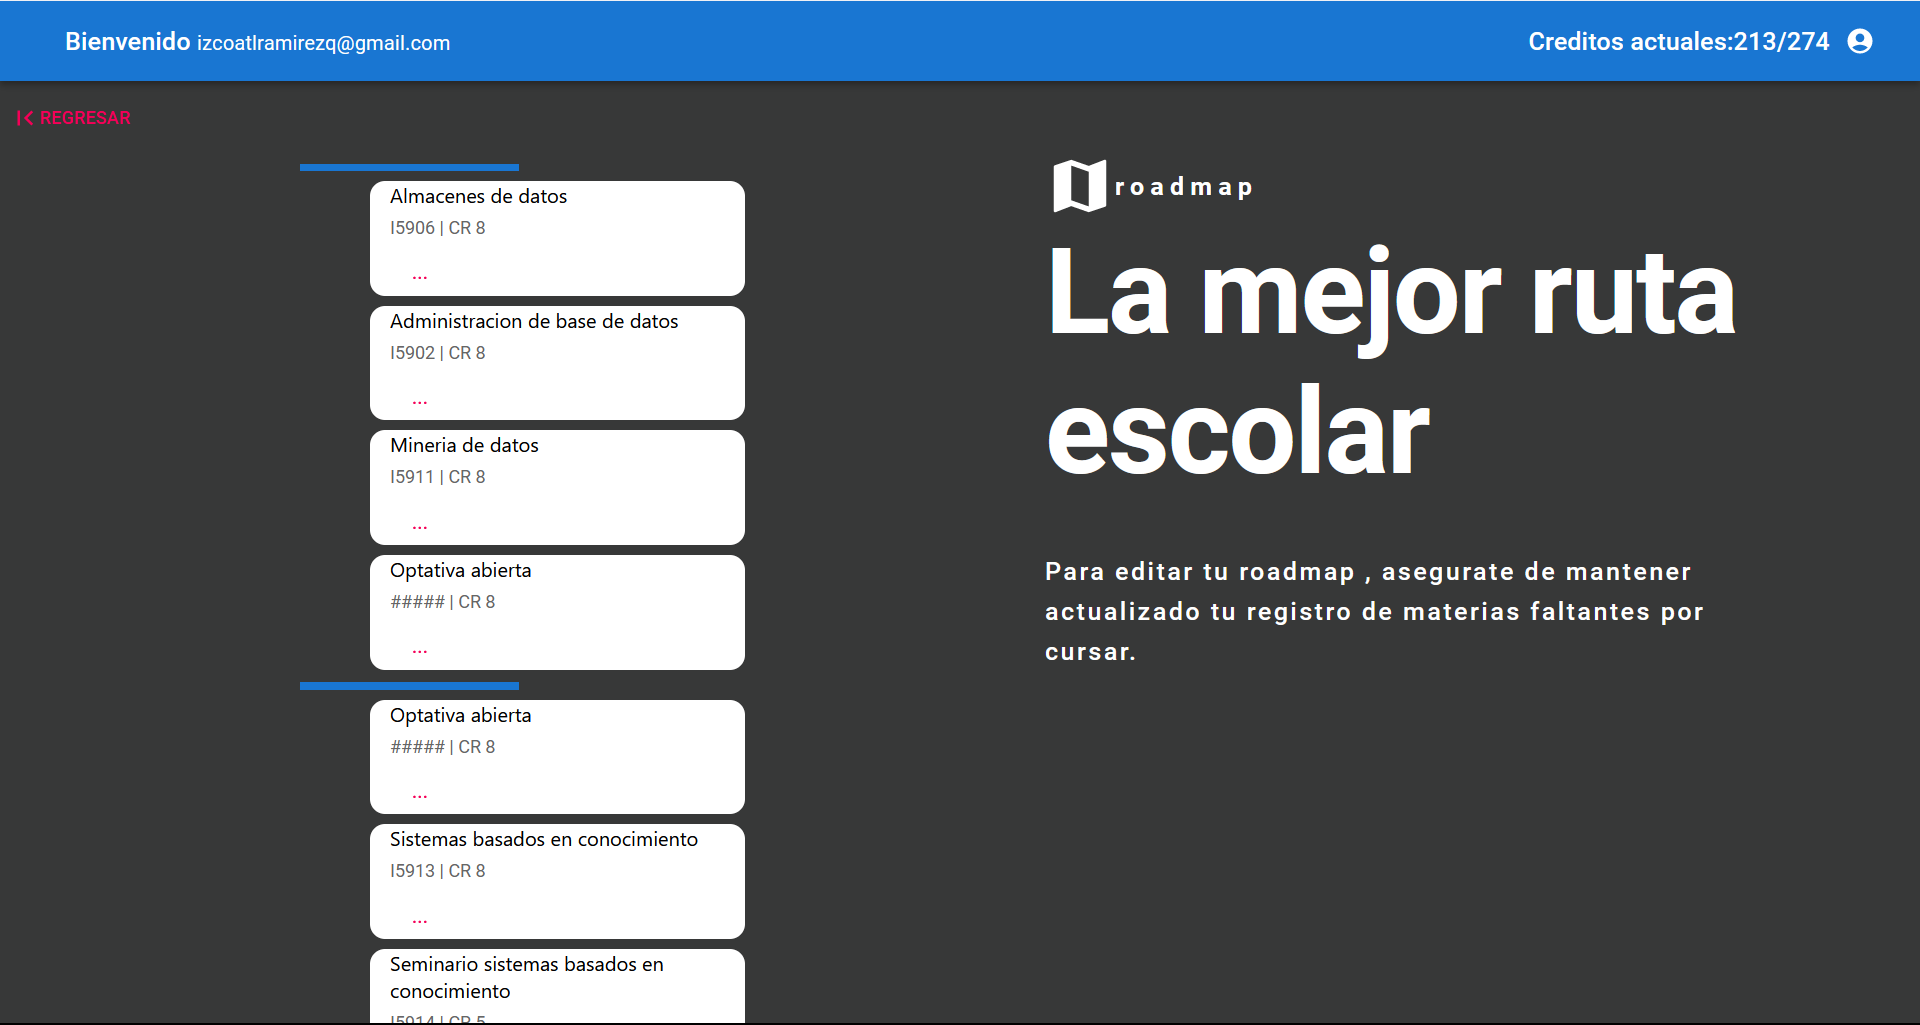 Bienvenido izcoatlramirezq@gmail.com
Creditos actuales:213/274
REGRESAR
Almacenes de datos
I5906 | CR 8
...
Administracion de base de datos
I5902 | CR 8
...
Mineria de datos
I5911 | CR 8
...
Optativa abierta
##### | CR 8
...
Optativa abierta
##### | CR 8
...
Sistemas basados en conocimiento
I5913 | CR 8
...
Seminario sistemas basados en
conocimiento
I5914 | CR 5
roadmap
La mejor ruta
escolar
Para editar tu roadmap , asegurate de mantener
actualizado tu registro de materias faltantes por
cursar.